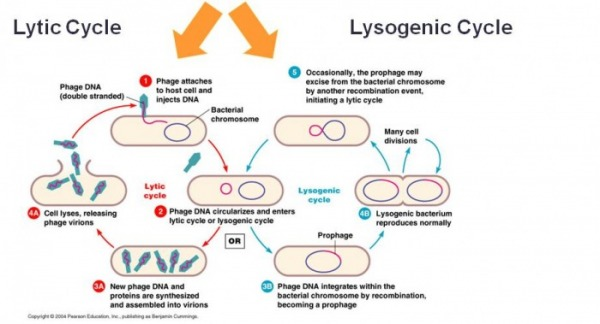 Lytic Cycle
Lysogenic Cycle
Phage DNA
(double stranded)
1 Phage attaches
to host cell and
injects DNA
Bacterial
chromosome
5 Occasionally, the prophage may
excise from the bacterial chromosome
by another recombination event,
initiating a lytic cycle
Many cell
divisions
Lytic
cycle
Lysogenic
cycle
4A Cell lyses, releasing
phage virions
2 Phage DNA circularizes and enters
lytic cycle or lysogenic cycle
4B Lysogenic bacterium
reproduces normally
OR
Prophage
3A New phage DNA and
proteins are synthesized
and assembled into virions
3B Phage DNA integrates within the
bacterial chromosome by recombination,
becoming a prophage
Copyright © 2004 Pearson Education, Inc., publishing as Benjamin Cummings.